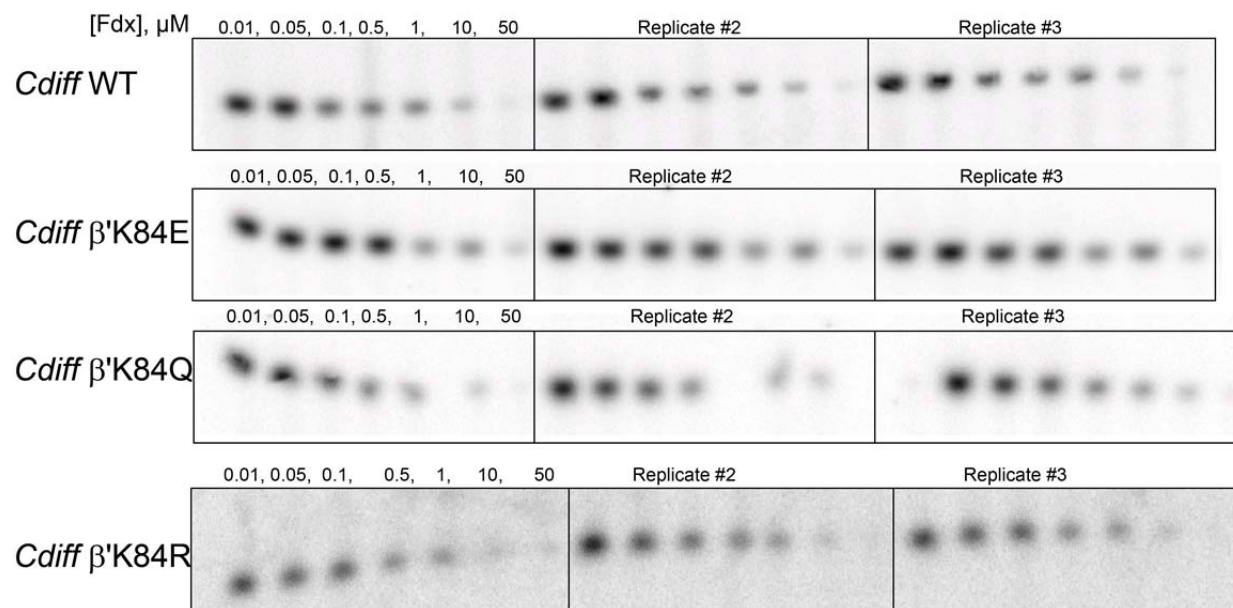 [Fdx], µM 0.01, 0.05, 0.1, 0.5, 1, 10, 50 Replicate #2 Replicate #3
Cdiff WT
0.01, 0.05, 0.1, 0.5, 1, 10, 50 Replicate #2 Replicate #3
Cdiff β'K84E
0.01, 0.05, 0.1, 0.5, 1, 10, 50 Replicate #2 Replicate #3
Cdiff β'K84Q
0.01, 0.05, 0.1, 0.5, 1, 10, 50 Replicate #2 Replicate #3
Cdiff β'K84R